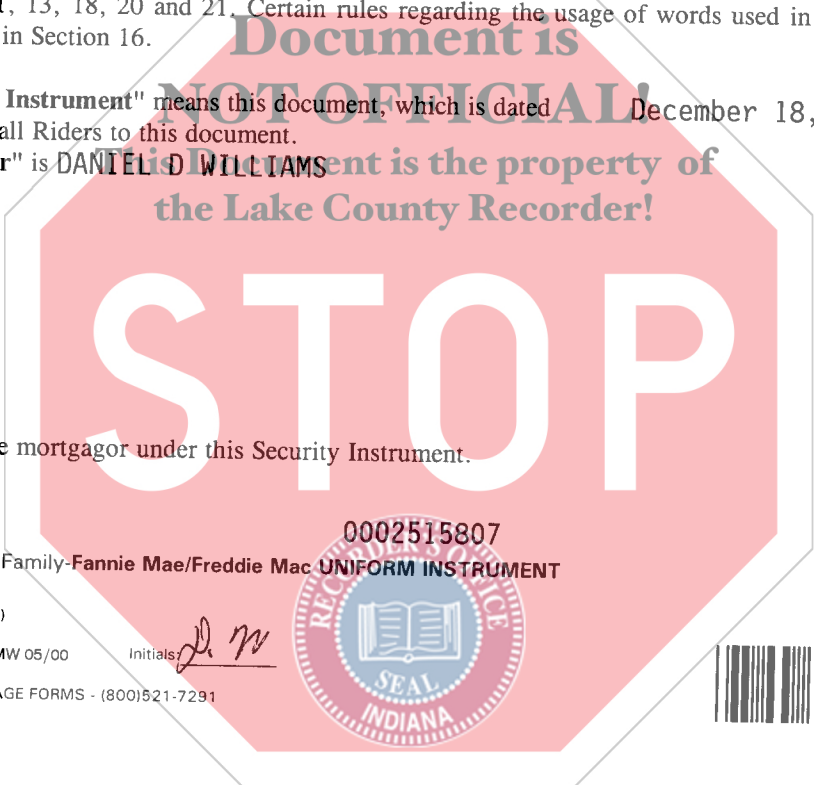 , 13, 18, 20 and 21. Certain rules regarding the usage of words used in
in Section 16.
Document is
NOT OFFICIAL!
Instrument" means this document, which is dated December 18,
all Riders to this document.
r" is DANIEL D WILLIAMS
This Document is the property of
the Lake County Recorder!
STOP
e mortgagor under this Security Instrument.
0002515807
Family-Fannie Mae/Freddie Mac UNIFORM INSTRUMENT
)
MW 05/00 Initials: D. W
AGE FORMS - (800)521-7291
RECORDER'S OFFICE
SEAL
INDIANA